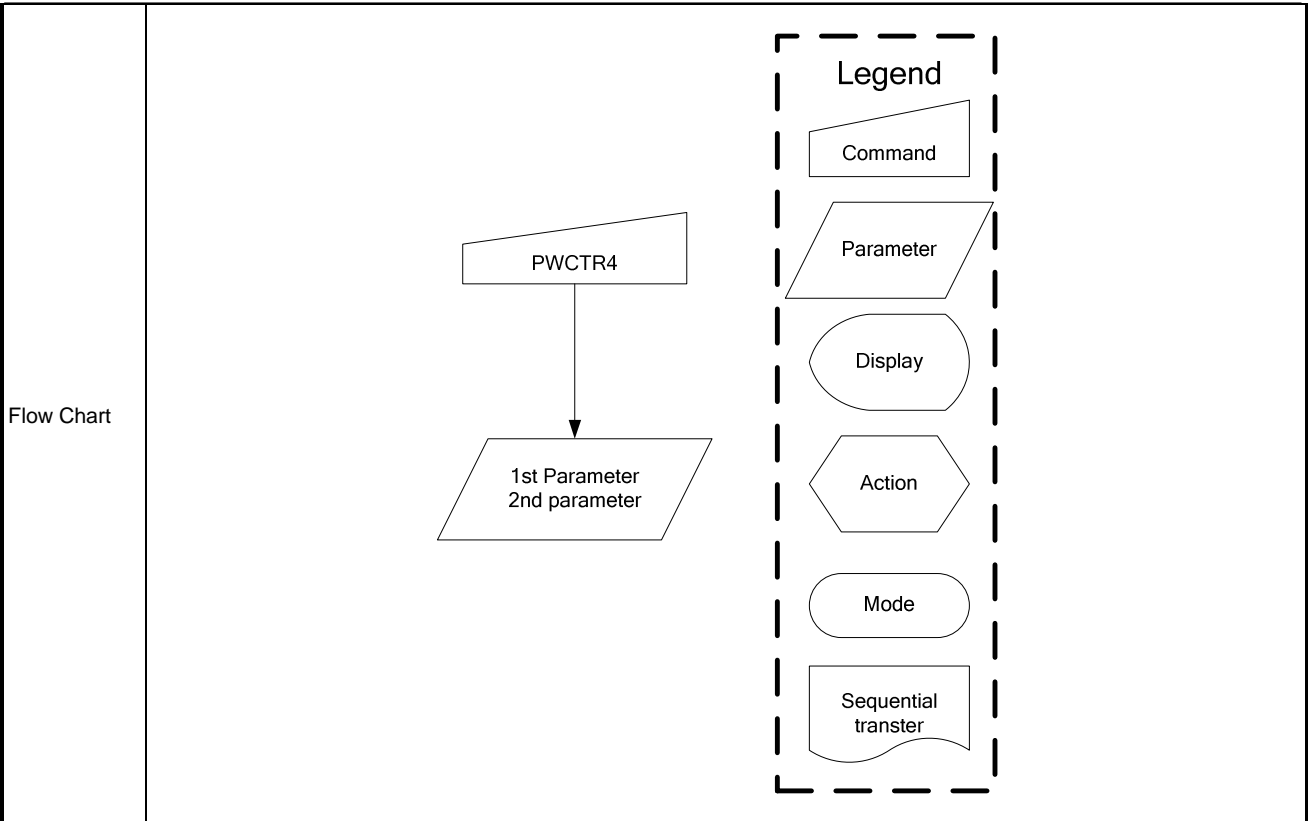 Flow Chart
PWCTR4
1st Parameter
2nd parameter
Legend
Command
Parameter
Display
Action
Mode
Sequential
transter